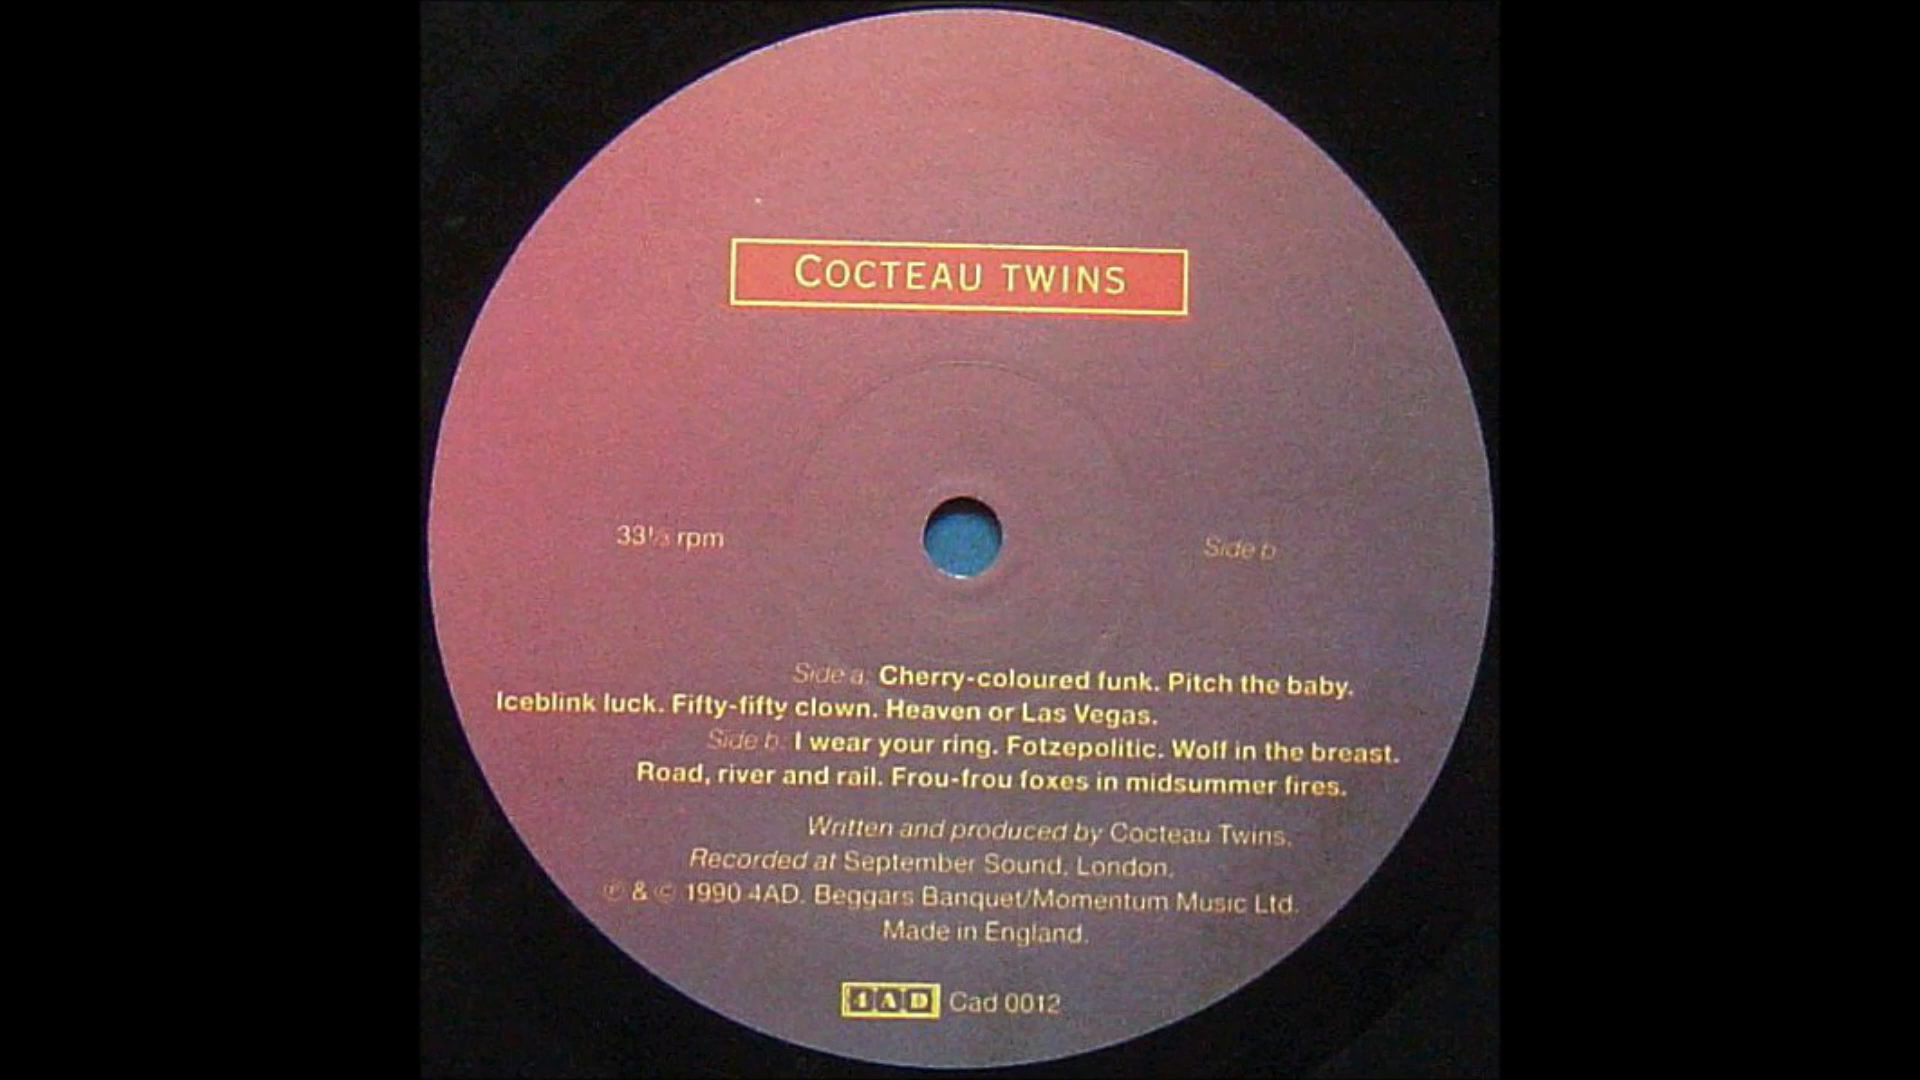 COCTEAU TWINS
33⅓ rpm
Side b
Side a: Cherry-coloured funk. Pitch the baby.
Iceblink luck. Fifty-fifty clown. Heaven or Las Vegas.
Side b: I wear your ring. Fotzepolitic. Wolf in the breast.
Road, river and rail. Frou-frou foxes in midsummer fires.
Written and produced by Cocteau Twins.
Recorded at September Sound, London.
℗ & © 1990 4AD. Beggars Banquet/Momentum Music Ltd.
Made in England.
4AD Cad 0012